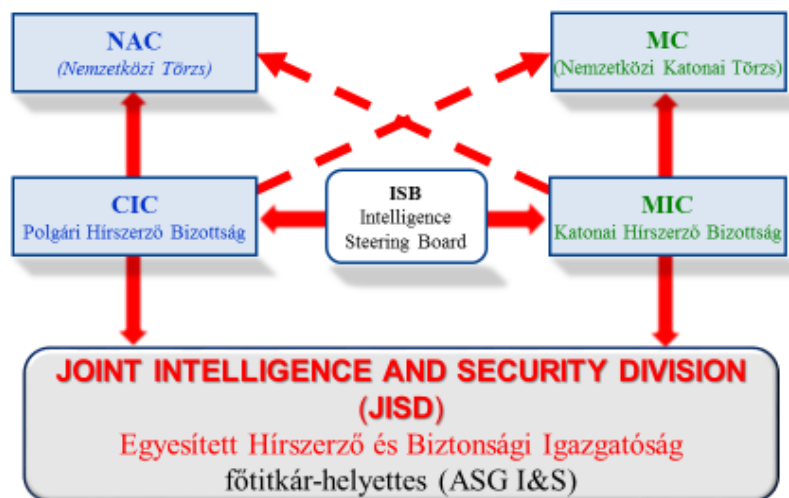 NAC
(Nemzetközi Törzs)
MC
(Nemzetközi Katonai Törzs)
CIC
Polgári Hírszerző Bizottság
ISB
Intelligence
Steering Board
MIC
Katonai Hírszerző Bizottság
JOINT INTELLIGENCE AND SECURITY DIVISION
(JISD)
Egyesített Hírszerző és Biztonsági Igazgatóság
főtitkár-helyettes (ASG I&S)